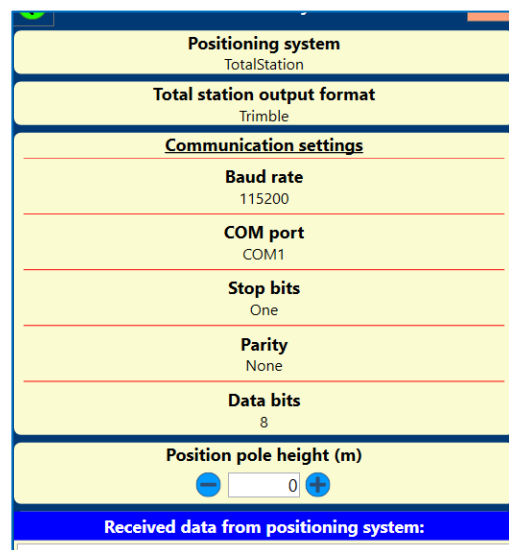 Positioning system
TotalStation
Total station output format
Trimble
Communication settings
Baud rate
115200
COM port
COM1
Stop bits
One
Parity
None
Data bits
8
Position pole height (m)
0
Received data from positioning system: